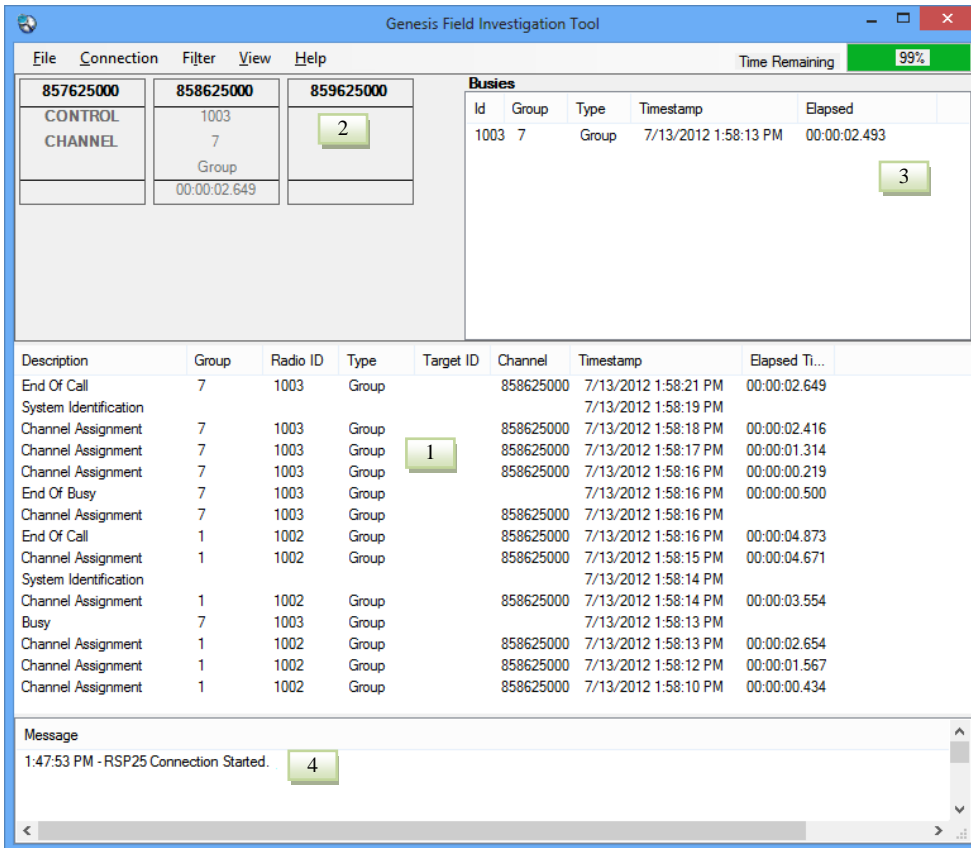 Genesis Field Investigation Tool
File Connection Filter View Help Time Remaining 99%
857625000 858625000 859625000
CONTROL 1003 2
CHANNEL 7
Group
00:00:02.649
Busies
Id Group Type Timestamp Elapsed
1003 7 Group 7/13/2012 1:58:13 PM 00:00:02.493
3
Description Group Radio ID Type Target ID Channel Timestamp Elapsed Ti...
End Of Call 7 1003 Group 858625000 7/13/2012 1:58:21 PM 00:00:02.649
System Identification 7/13/2012 1:58:19 PM
Channel Assignment 7 1003 Group 858625000 7/13/2012 1:58:18 PM 00:00:02.416
Channel Assignment 7 1003 Group 1 858625000 7/13/2012 1:58:17 PM 00:00:01.314
Channel Assignment 7 1003 Group 858625000 7/13/2012 1:58:16 PM 00:00:00.219
End Of Busy 7 1003 Group 7/13/2012 1:58:16 PM 00:00:00.500
Channel Assignment 7 1003 Group 858625000 7/13/2012 1:58:16 PM
End Of Call 1 1002 Group 858625000 7/13/2012 1:58:16 PM 00:00:04.873
Channel Assignment 1 1002 Group 858625000 7/13/2012 1:58:15 PM 00:00:04.671
System Identification 7/13/2012 1:58:14 PM
Channel Assignment 1 1002 Group 858625000 7/13/2012 1:58:14 PM 00:00:03.554
Busy 7 1003 Group 7/13/2012 1:58:13 PM
Channel Assignment 1 1002 Group 858625000 7/13/2012 1:58:13 PM 00:00:02.654
Channel Assignment 1 1002 Group 858625000 7/13/2012 1:58:12 PM 00:00:01.567
Channel Assignment 1 1002 Group 858625000 7/13/2012 1:58:10 PM 00:00:00.434
Message
1:47:53 PM - RSP25 Connection Started. 4